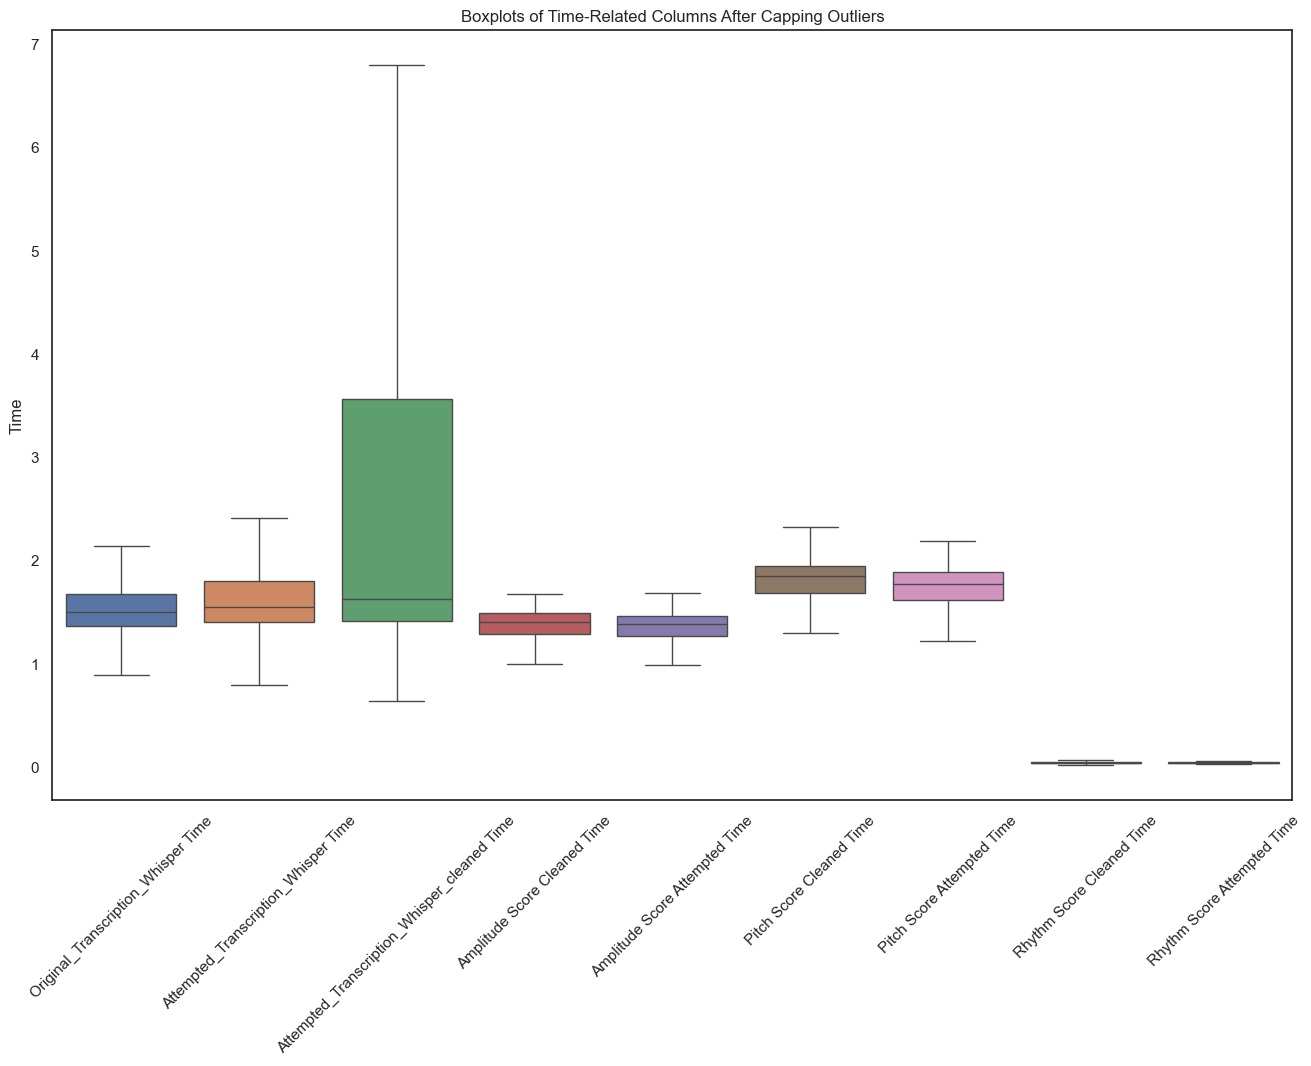 Boxplots of Time-Related Columns After Capping Outliers
7
6
5
4
3
2
1
0
Time
Original_Transcription_Whisper Time
Attempted_Transcription_Whisper Time
Attempted_Transcription_Whisper_cleaned Time
Amplitude Score Cleaned Time
Amplitude Score Attempted Time
Pitch Score Cleaned Time
Pitch Score Attempted Time
Rhythm Score Cleaned Time
Rhythm Score Attempted Time